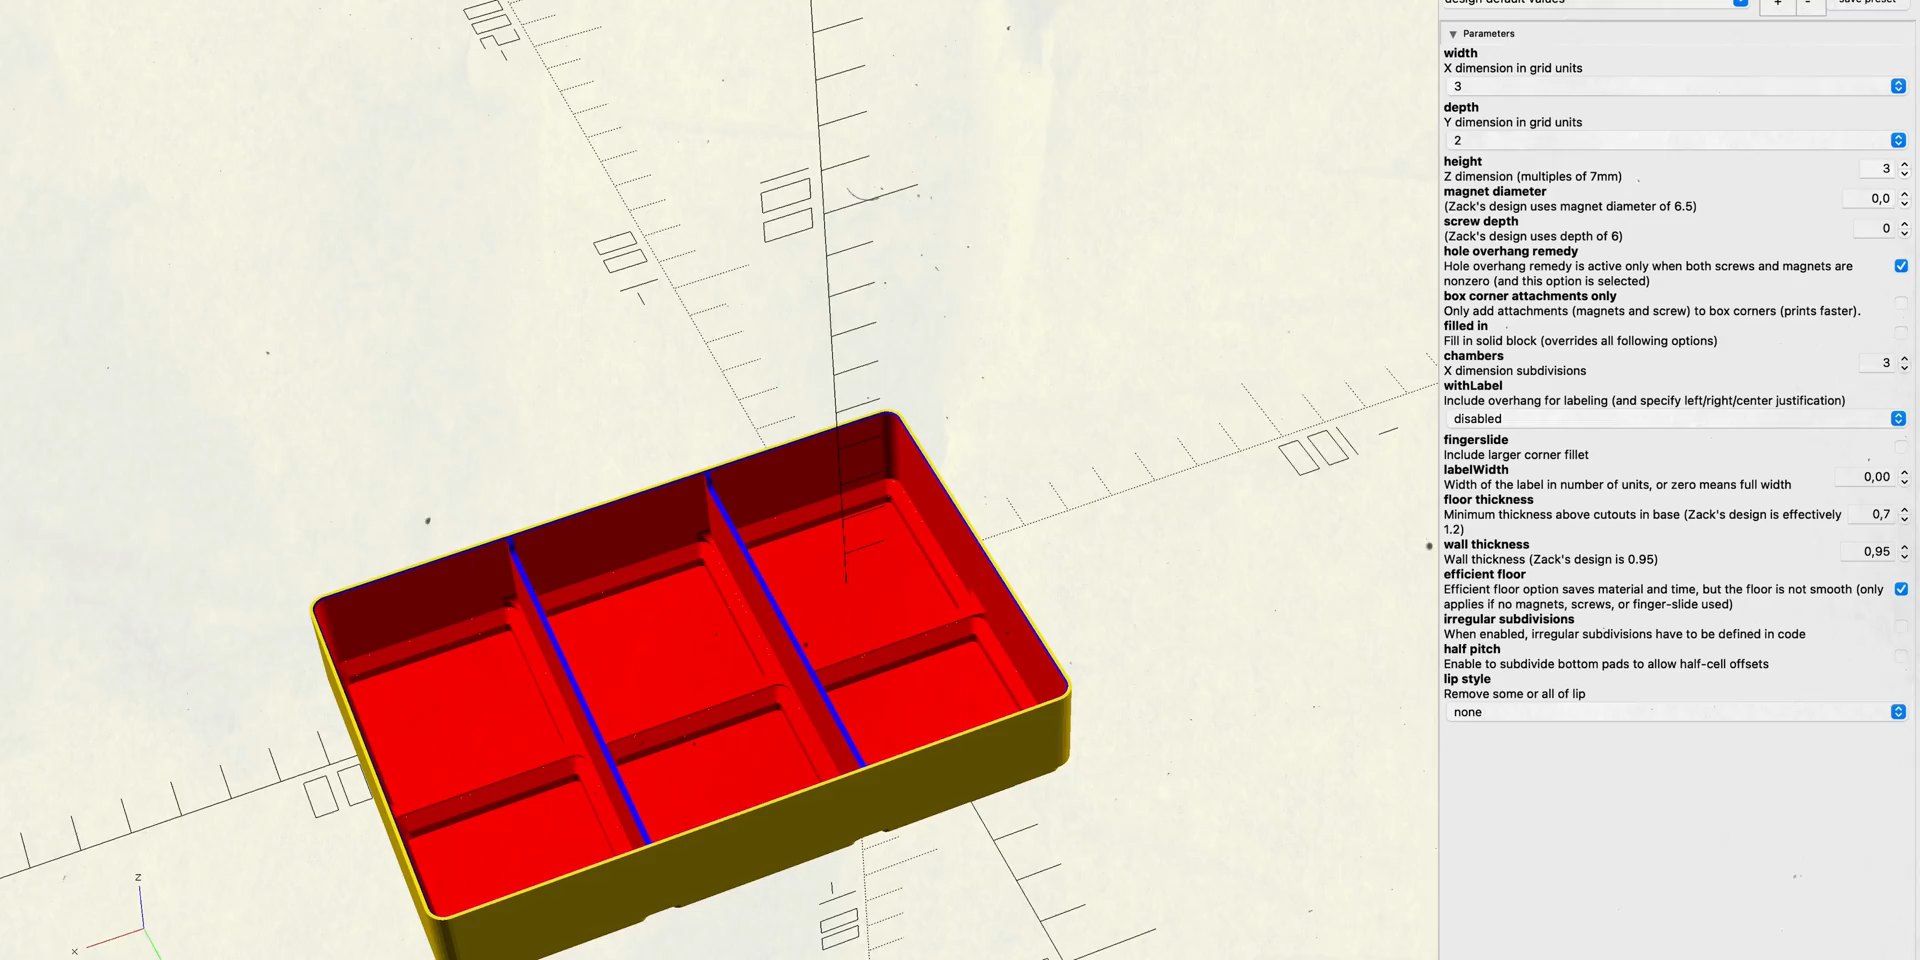 design default values
+
-
save preset
Parameters
width
X dimension in grid units
3
depth
Y dimension in grid units
2
height
Z dimension (multiples of 7mm)
3
magnet diameter
(Zack's design uses magnet diameter of 6.5)
0,0
screw depth
(Zack's design uses depth of 6)
0
hole overhang remedy
Hole overhang remedy is active only when both screws and magnets are
nonzero (and this option is selected)
box corner attachments only
Only add attachments (magnets and screw) to box corners (prints faster).
filled in
Fill in solid block (overrides all following options)
chambers
X dimension subdivisions
3
withLabel
Include overhang for labeling (and specify left/right/center justification)
disabled
fingerslide
Include larger corner fillet
labelWidth
Width of the label in number of units, or zero means full width
0,00
floor thickness
Minimum thickness above cutouts in base (Zack's design is effectively
1.2)
0,7
wall thickness
Wall thickness (Zack's design is 0.95)
0,95
efficient floor
Efficient floor option saves material and time, but the floor is not smooth (only
applies if no magnets, screws, or finger-slide used)
irregular subdivisions
When enabled, irregular subdivisions have to be defined in code
half pitch
Enable to subdivide bottom pads to allow half-cell offsets
lip style
Remove some or all of lip
none
z
x